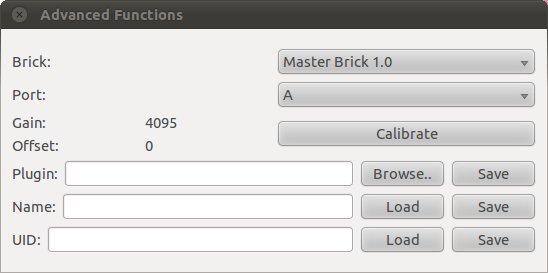 Advanced Functions
Brick: Master Brick 1.0
Port: A
Gain: 4095
Calibrate
Offset: 0
Plugin: Browse.. Save
Name: Load Save
UID: Load Save